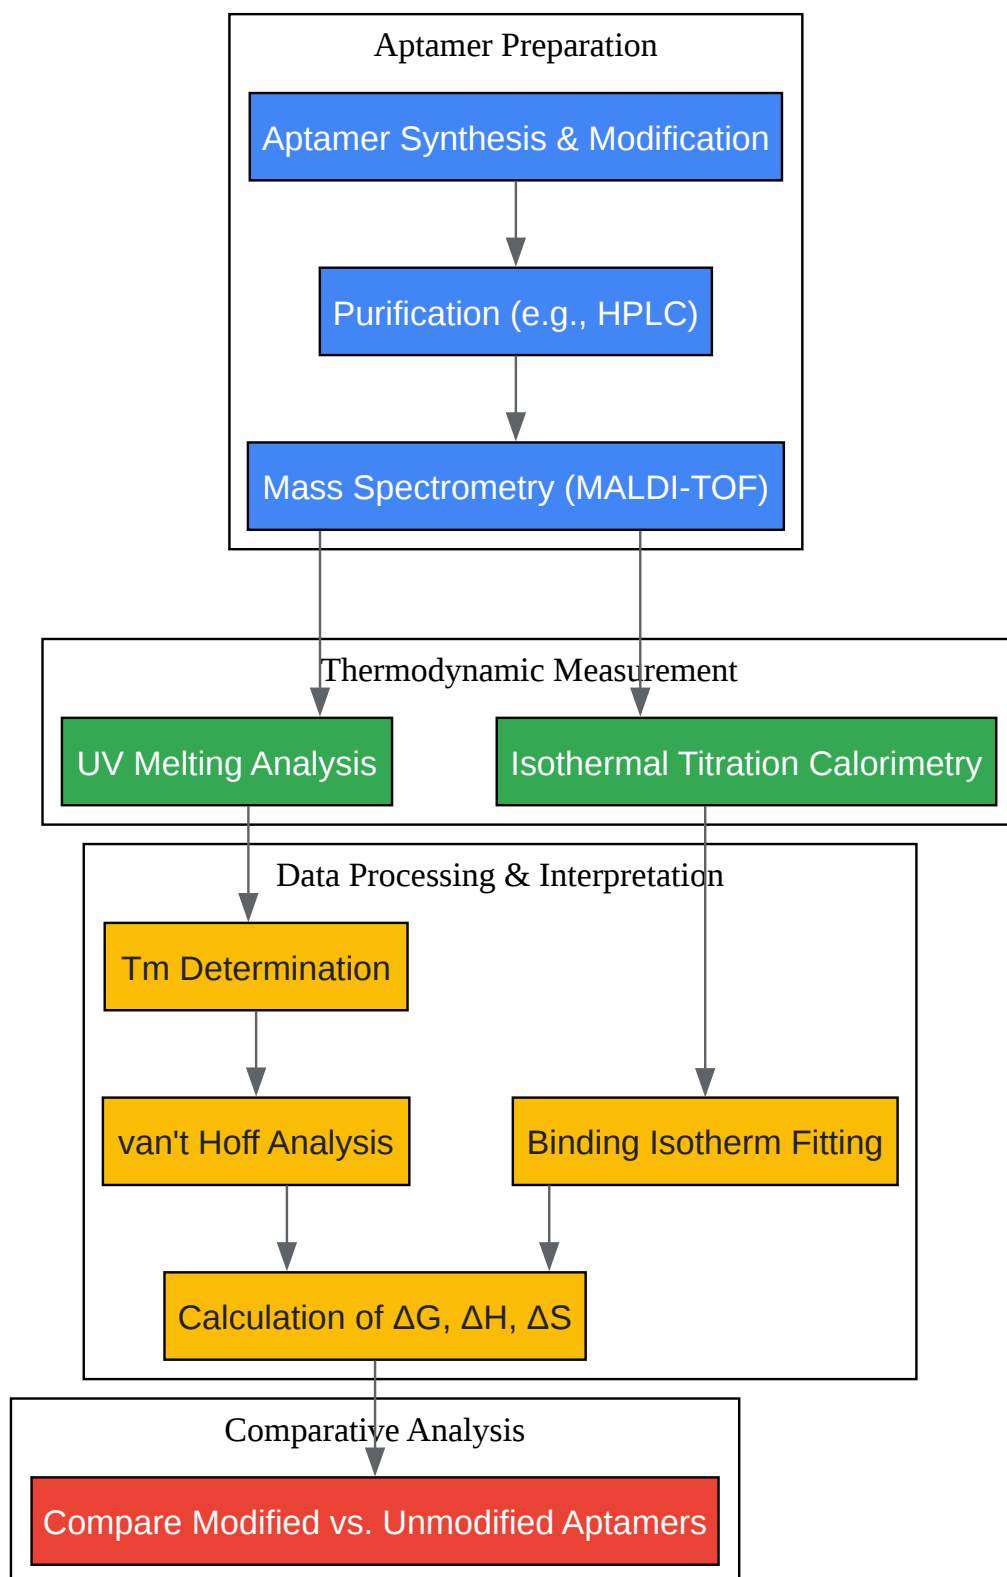 Aptamer Preparation
Aptamer Synthesis & Modification
Purification (e.g., HPLC)
Mass Spectrometry (MALDI-TOF)
Thermodynamic Measurement
UV Melting Analysis
Isothermal Titration Calorimetry
Data Processing & Interpretation
Tm Determination
van't Hoff Analysis
Binding Isotherm Fitting
Calculation of ΔG, ΔH, ΔS
Comparative Analysis
Compare Modified vs. Unmodified Aptamers